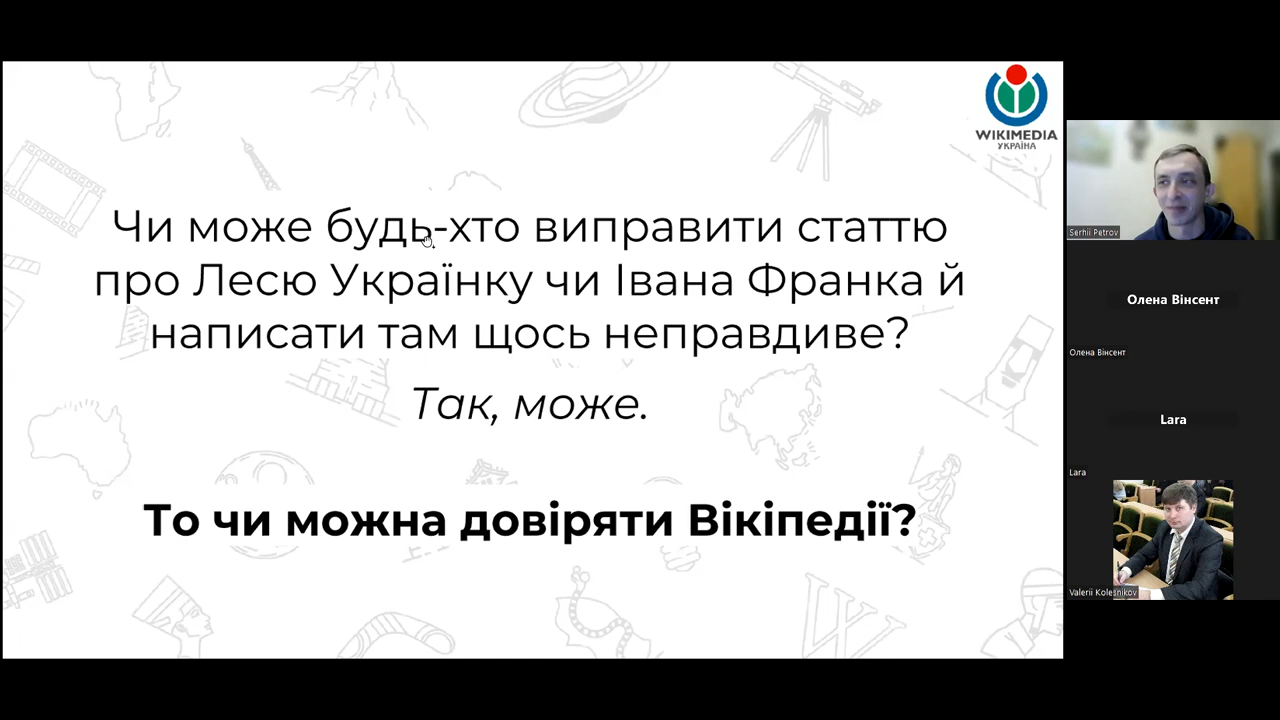 WIKIMEDIA
УКРАЇНА
Чи може будь-хто виправити статтю
про Лесю Українку чи Івана Франка й
написати там щось неправдиве?
Так, може.
То чи можна довіряти Вікіпедії?
Serhii Petrov
Олена Вінсент
Олена Вінсент
Lara
Lara
Valerii Kolesnikov